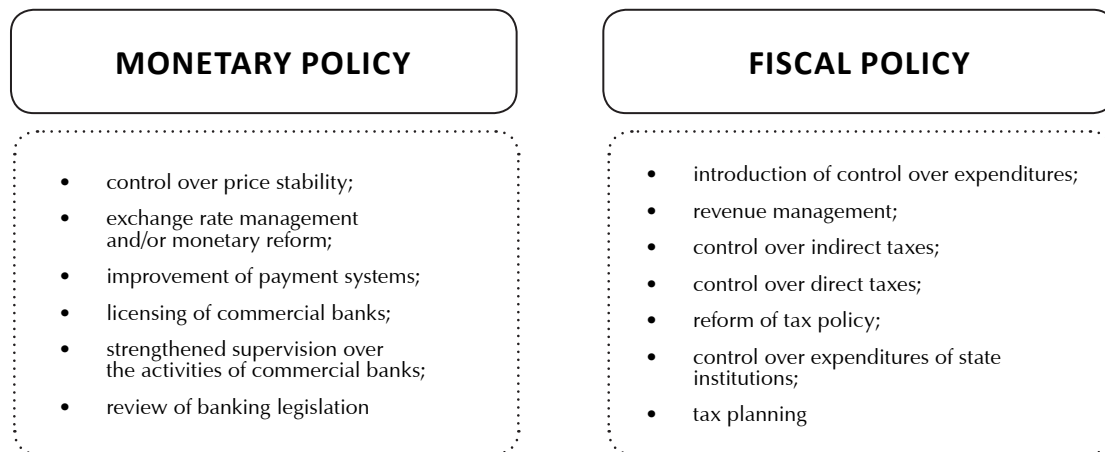 MONETARY POLICY
• control over price stability;
• exchange rate management
and/or monetary reform;
• improvement of payment systems;
• licensing of commercial banks;
• strengthened supervision over
the activities of commercial banks;
• review of banking legislation
FISCAL POLICY
• introduction of control over expenditures;
• revenue management;
• control over indirect taxes;
• control over direct taxes;
• reform of tax policy;
• control over expenditures of state
institutions;
• tax planning